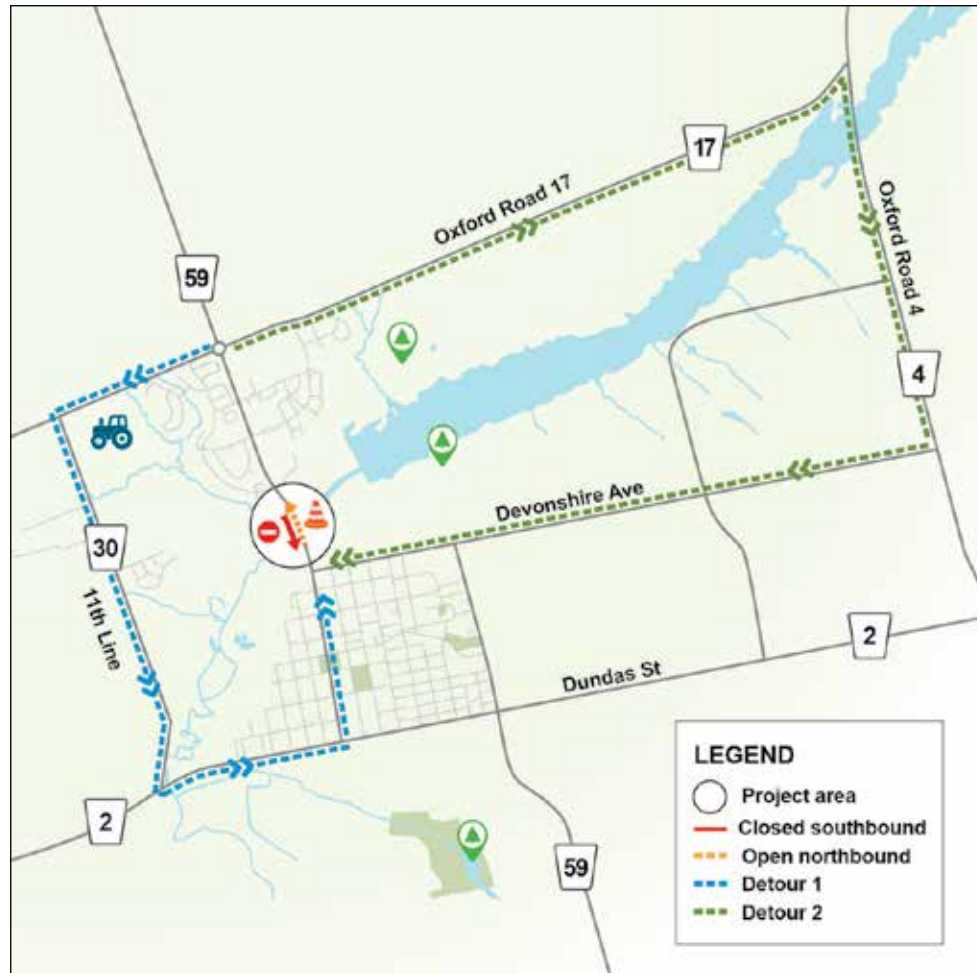 17
Oxford Road 17
59
Oxford Road 4
4
Devonshire Ave
30
11th Line
2
Dundas St
2
59
LEGEND
Project area
Closed southbound
Open northbound
Detour 1
Detour 2